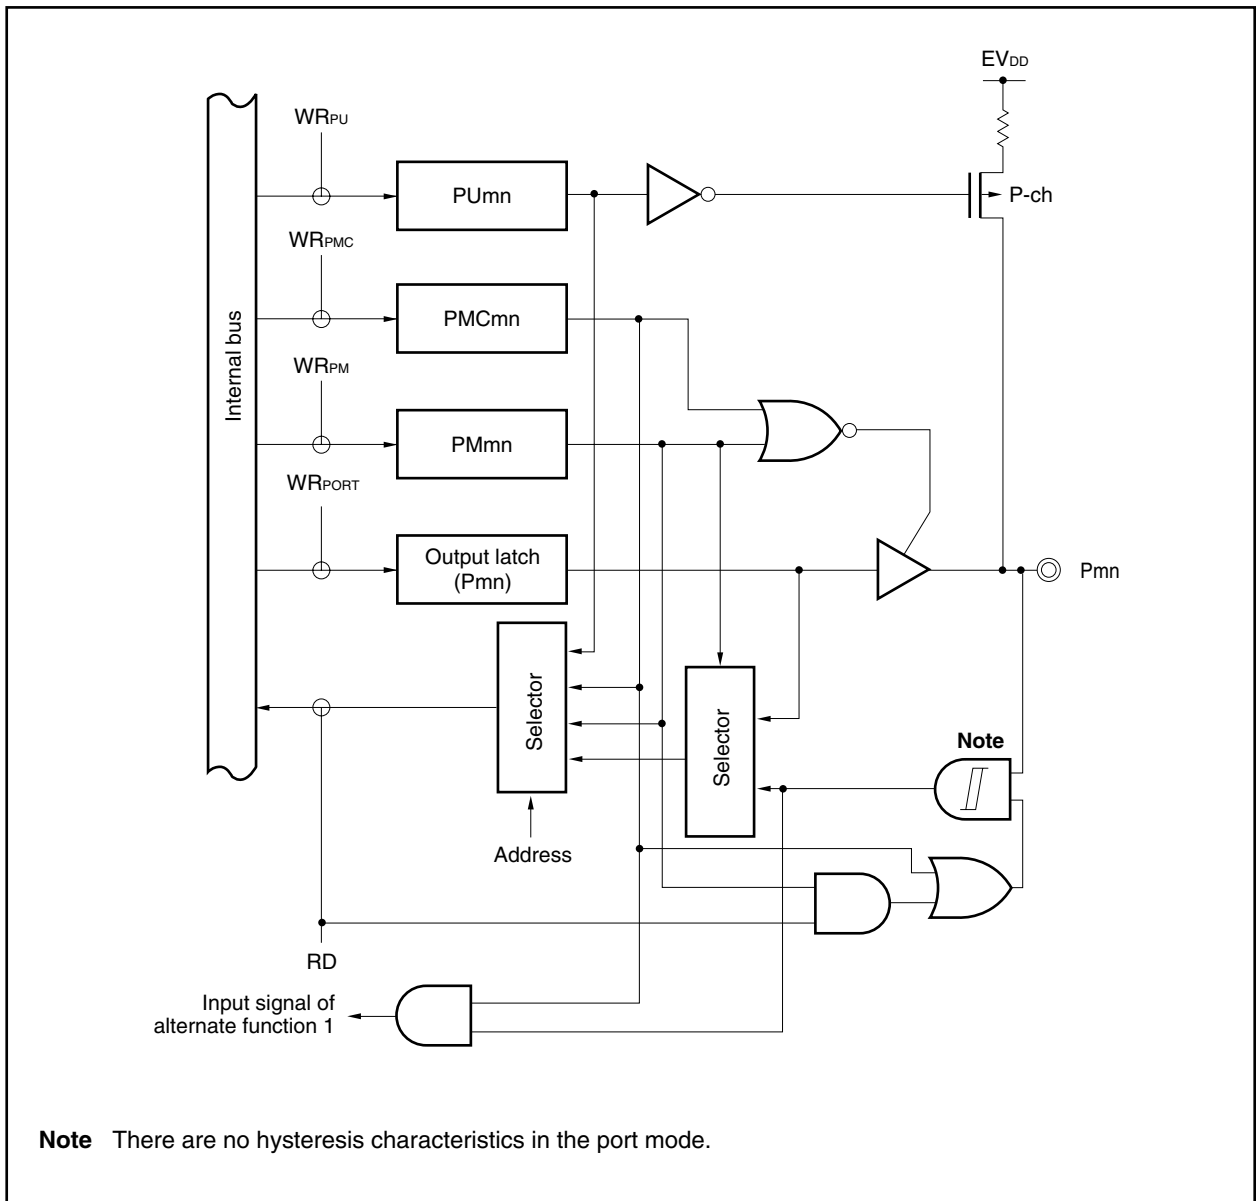 EVDD
WRPU
PUmn
P-ch
WRPMC
PMCmn
Internal bus
WRPM
PMmn
WRPORT
Output latch
(Pmn)
Pmn
Selector
Selector
Note
Address
RD
Input signal of
alternate function 1
Note There are no hysteresis characteristics in the port mode.